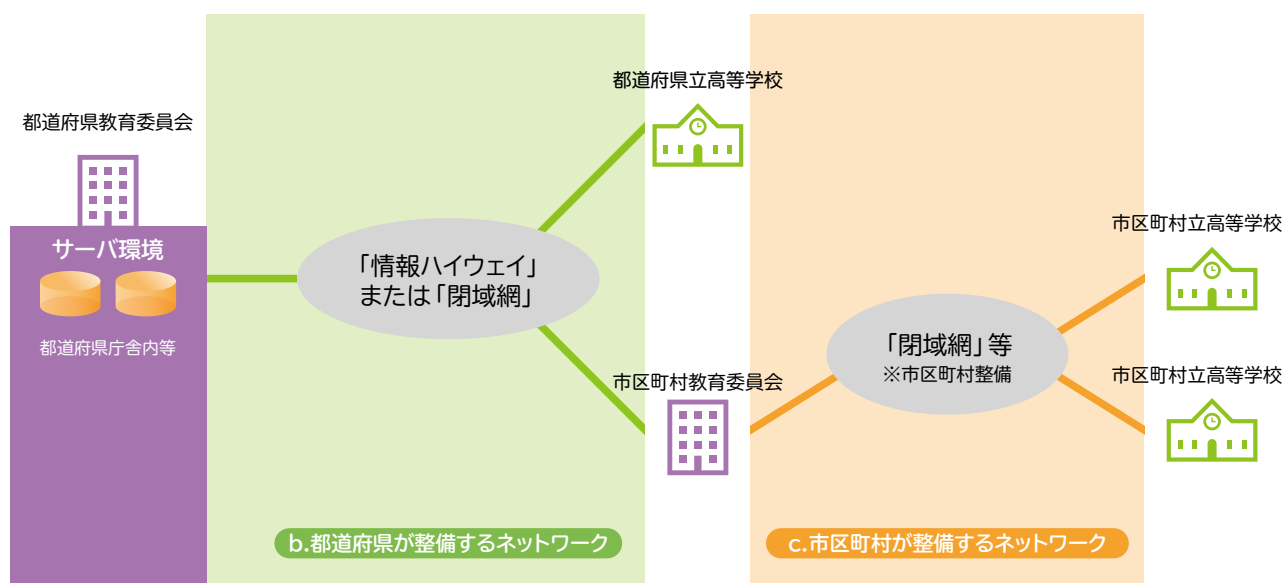 都道府県教育委員会
サーバ環境
都道府県庁舎内等
「情報ハイウェイ」
または「閉域網」
都道府県立高等学校
市区町村教育委員会
「閉域網」等
※市区町村整備
市区町村立高等学校
市区町村立高等学校
b.都道府県が整備するネットワーク
c.市区町村が整備するネットワーク